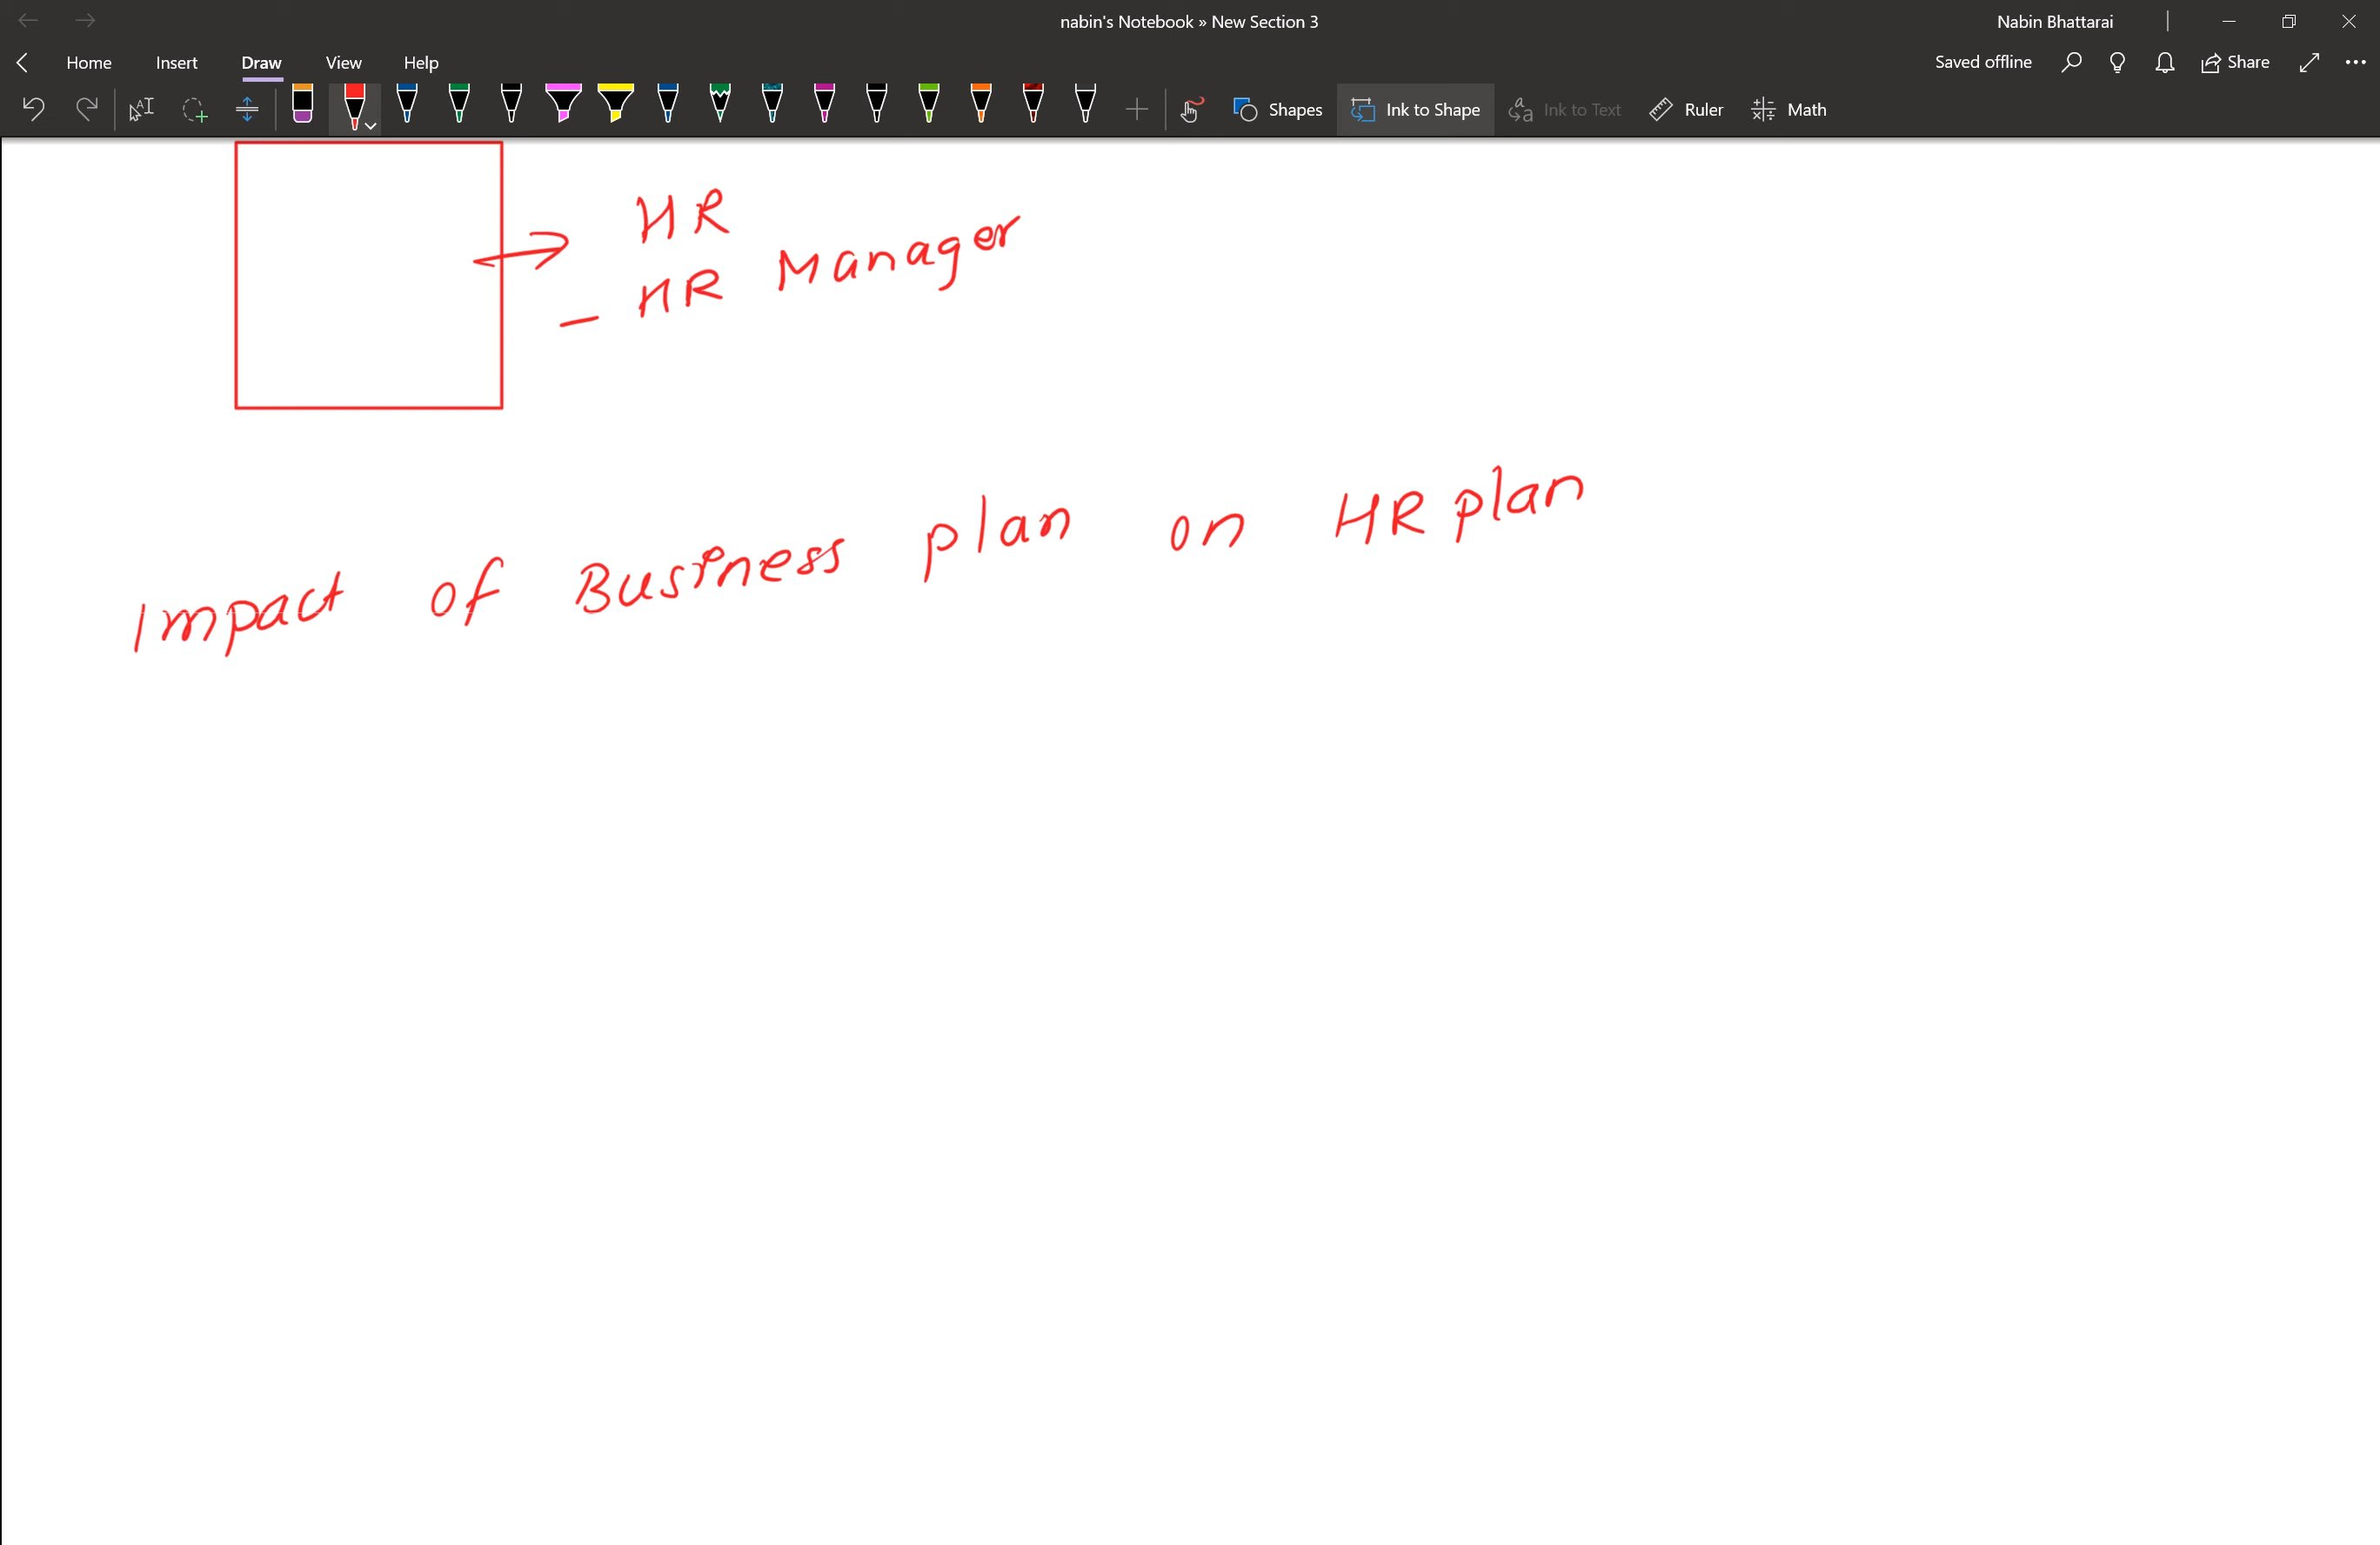 nabin's Notebook » New Section 3
Nabin Bhattarai
Home Insert Draw View Help
Saved offline
Share
Shapes
Ink to Shape
Ink to Text
Ruler
Math
HR
- HR Manager
Impact of Business plan on HR plan